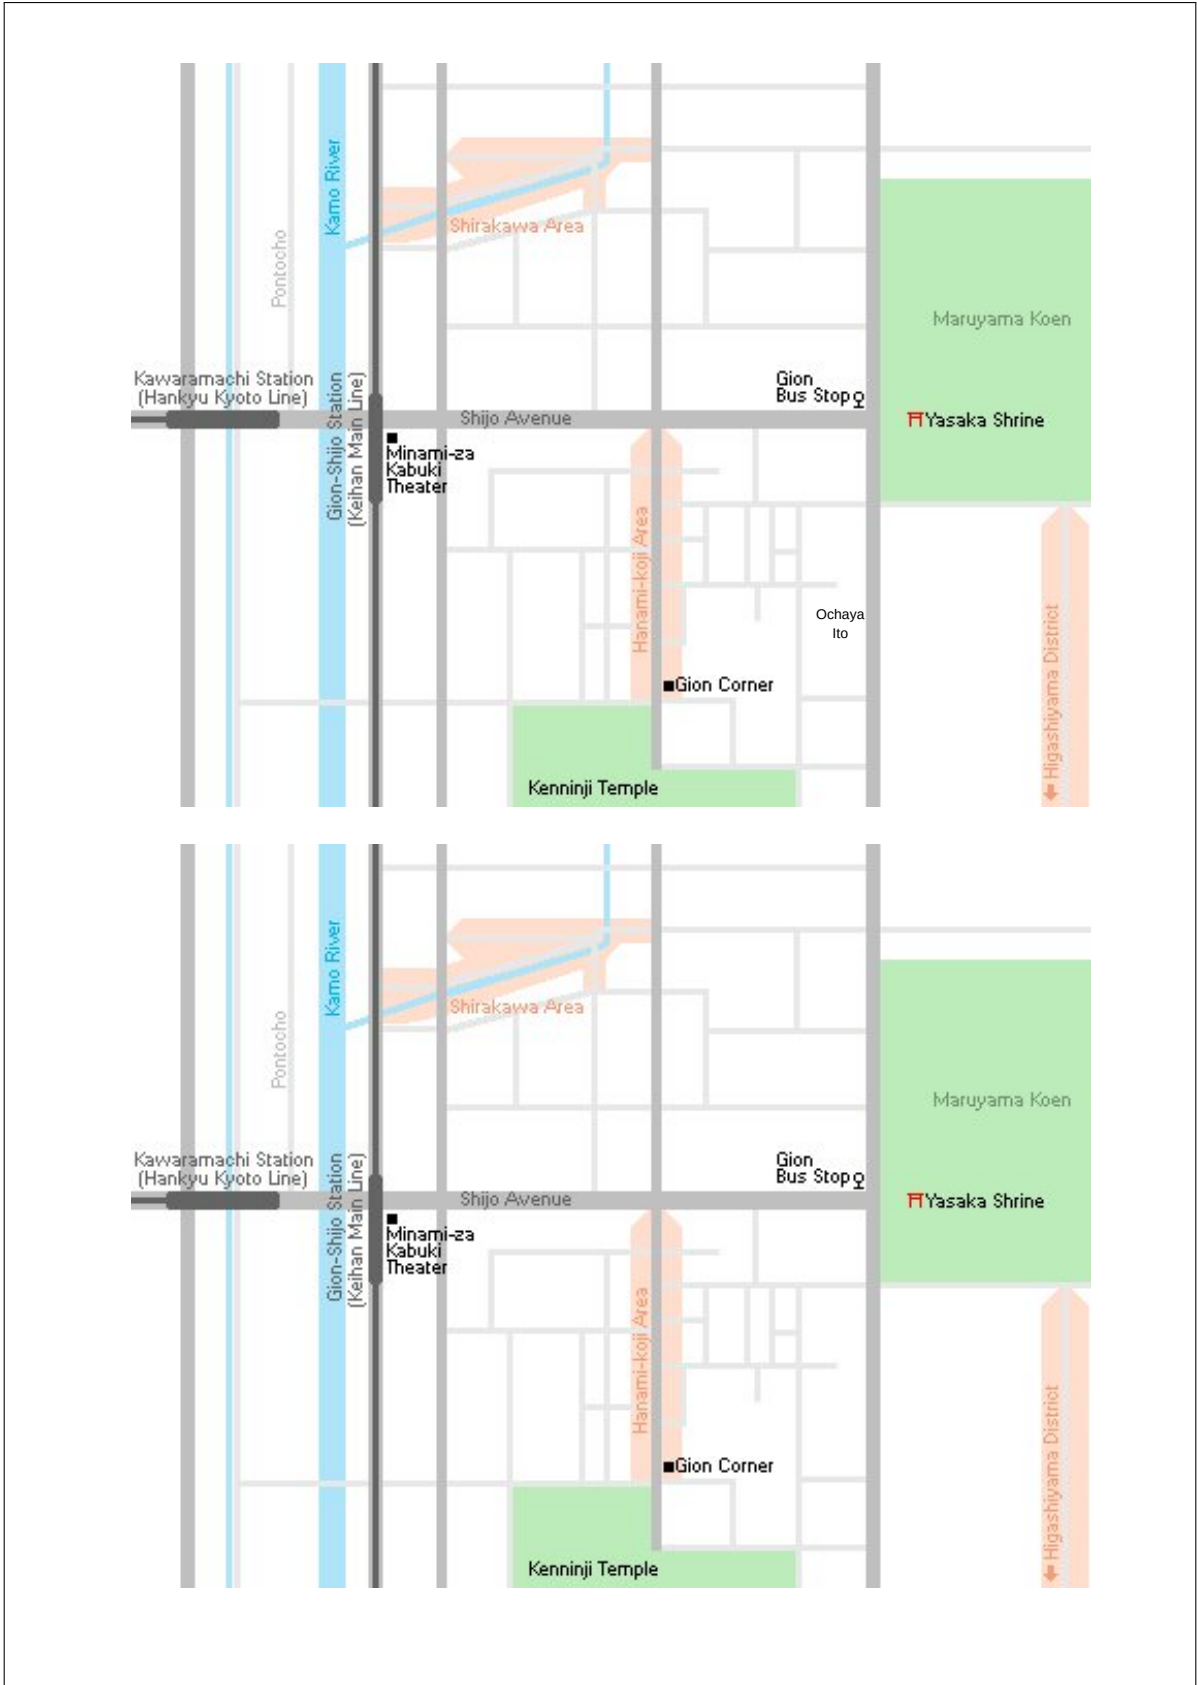 Kamo River
Shirakawa Area
Pontocho
Maruyama Koen
Kawaramachi Station
(Hankyu Kyoto Line)
Gion-Shijo Station
(Keihan Main Line)
Gion
Bus Stop
Shijo Avenue
Yasaka Shrine
Minami-za
Kabuki
Theater
Hanami-koji Area
Ochaya
Ito
Higashiyama District
Gion Corner
Kenninji Temple
Kamo River
Shirakawa Area
Pontocho
Maruyama Koen
Kawaramachi Station
(Hankyu Kyoto Line)
Gion-Shijo Station
(Keihan Main Line)
Gion
Bus Stop
Shijo Avenue
Yasaka Shrine
Minami-za
Kabuki
Theater
Hanami-koji Area
Higashiyama District
Gion Corner
Kenninji Temple